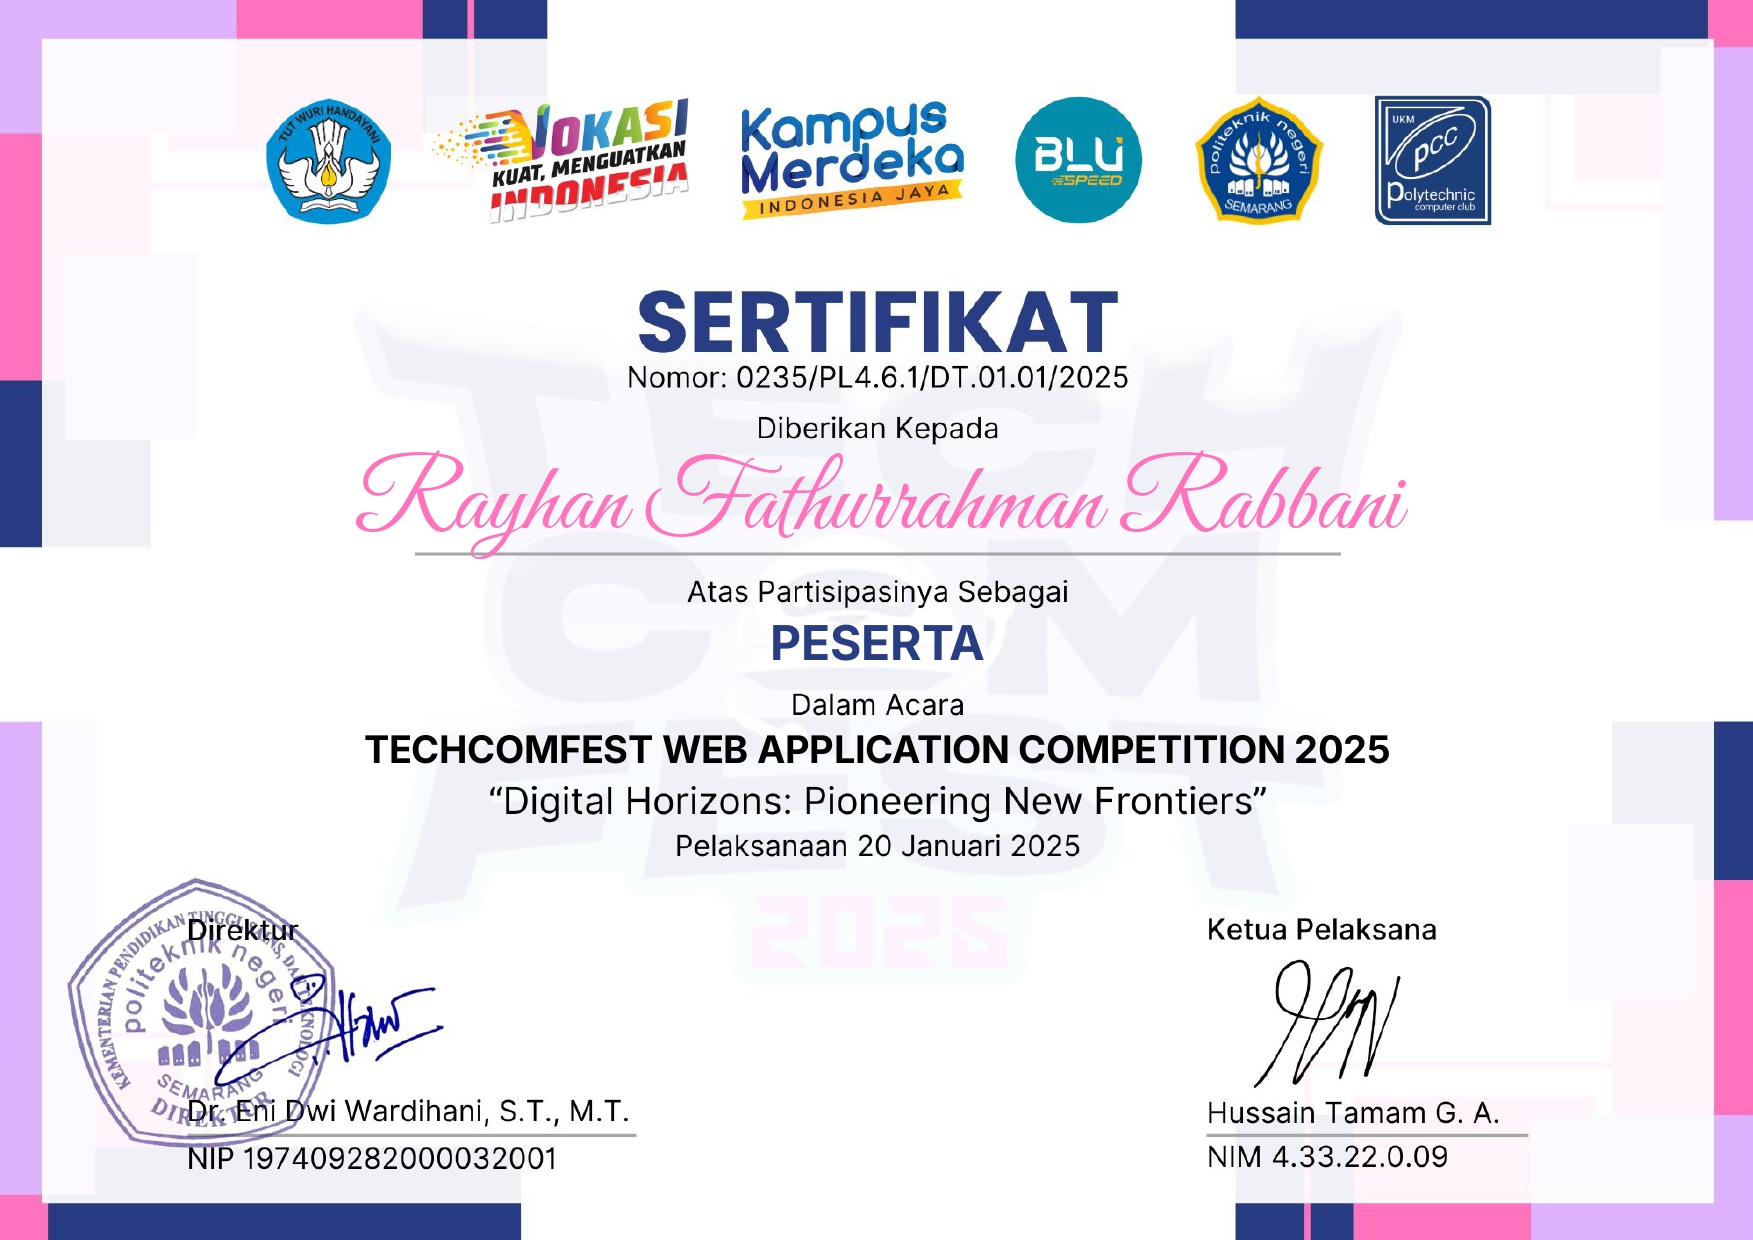 TUT WURI HANDAYANI
VOKASI
KUAT, MENGUATKAN
INDONESIA
Kampus
Merdeka
INDONESIA JAYA
BLU
SPEED
politeknik negeri
SEMARANG
UKM
PCC
Polytechnic
computer club
SERTIFIKAT
Nomor: 0235/PL4.6.1/DT.01.01/2025
Diberikan Kepada
Rayhan Fathurrahman Rabbani
Atas Partisipasinya Sebagai
PESERTA
Dalam Acara
TECHCOMFEST WEB APPLICATION COMPETITION 2025
“Digital Horizons: Pioneering New Frontiers”
Pelaksanaan 20 Januari 2025
TECH
COM
FEST
2025
Direktur
KEMENTERIAN PENDIDIKAN TINGGI, SAINS, DAN TEKNOLOGI
politeknik negeri
SEMARANG
DIREKTUR
Dr. Eni Dwi Wardihani, S.T., M.T.
NIP 197409282000032001
Ketua Pelaksana
Hussain Tamam G. A.
NIM 4.33.22.0.09